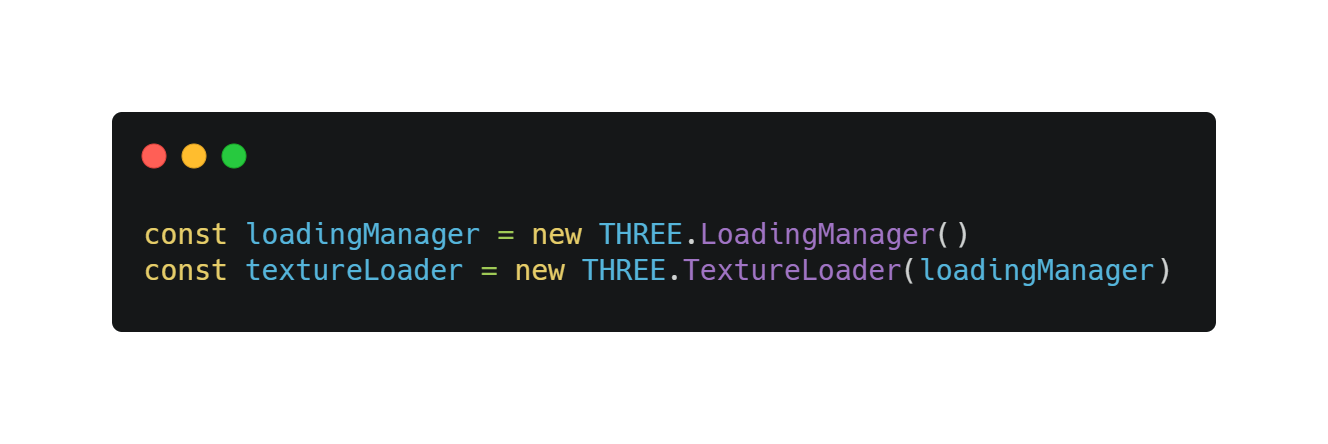 const loadingManager = new THREE.LoadingManager()
const textureLoader = new THREE.TextureLoader(loadingManager)